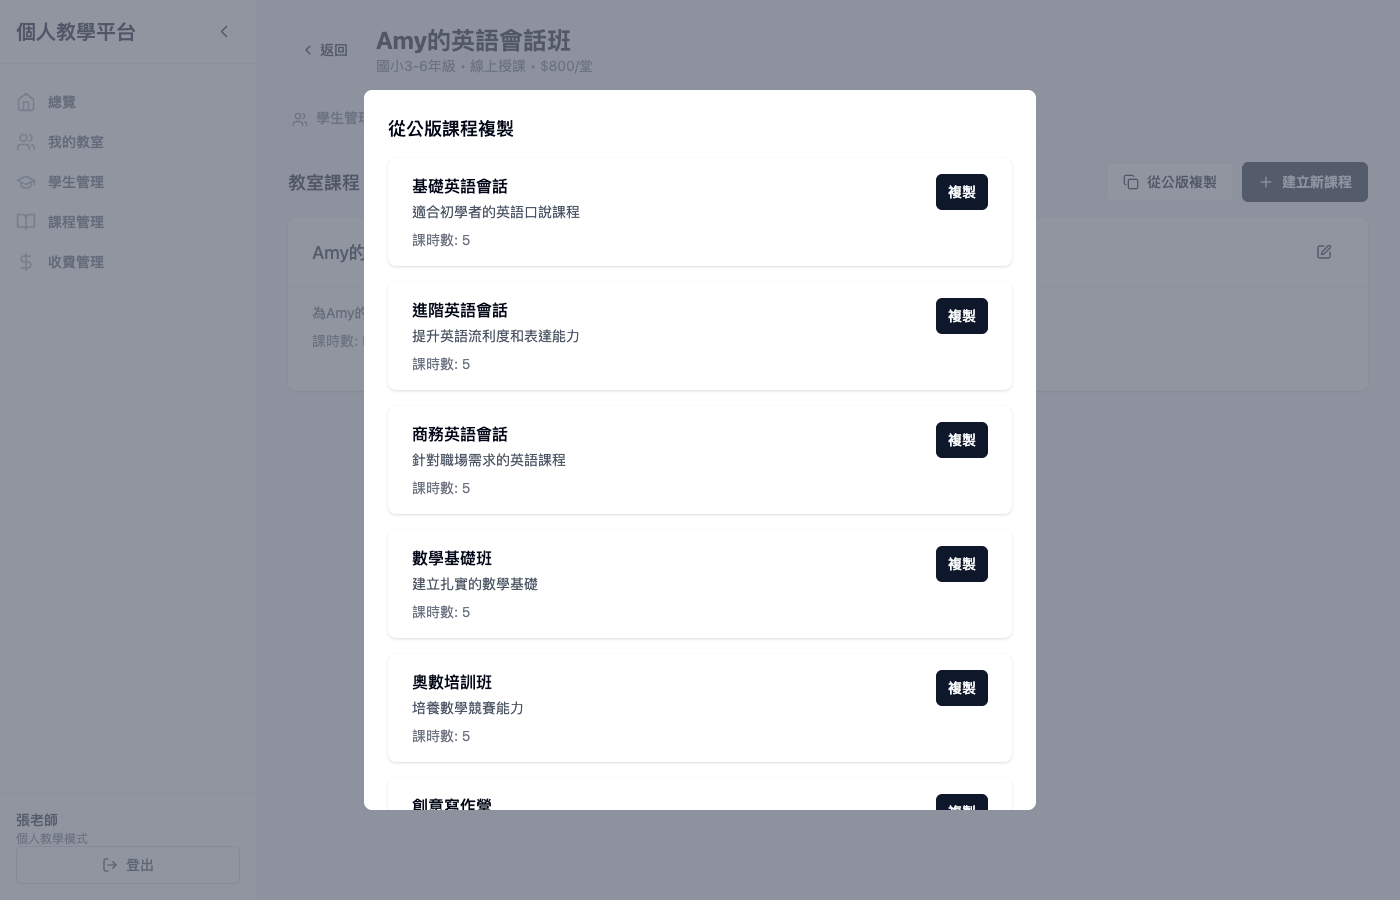 個人教學平台
總覽
我的教室
學生管理
課程管理
收費管理
張老師
個人教學模式
登出
返回
Amy的英語會話班
國小3-6年級・線上授課・$800/堂
學生管理
教室課程
從公版複製
建立新課程
Amy的
為Amy的
課時數:
從公版課程複製
基礎英語會話
複製
適合初學者的英語口說課程
課時數: 5
進階英語會話
複製
提升英語流利度和表達能力
課時數: 5
商務英語會話
複製
針對職場需求的英語課程
課時數: 5
數學基礎班
複製
建立扎實的數學基礎
課時數: 5
奧數培訓班
複製
培養數學競賽能力
課時數: 5
創意寫作營
複製